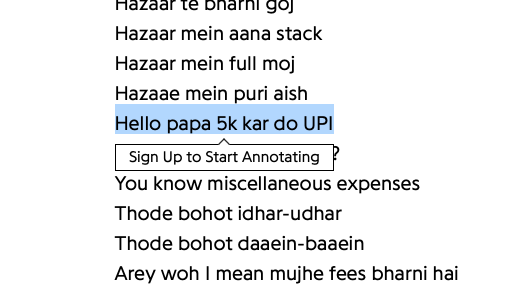 Hazaar te bharni goj
Hazaar mein aana stack
Hazaar mein full moj
Hazaae mein puri aish
Hello papa 5k kar do UPI
Sign Up to Start Annotating
?
You know miscellaneous expenses
Thode bohot idhar-udhar
Thode bohot daaein-baaein
Arey woh I mean mujhe fees bharni hai